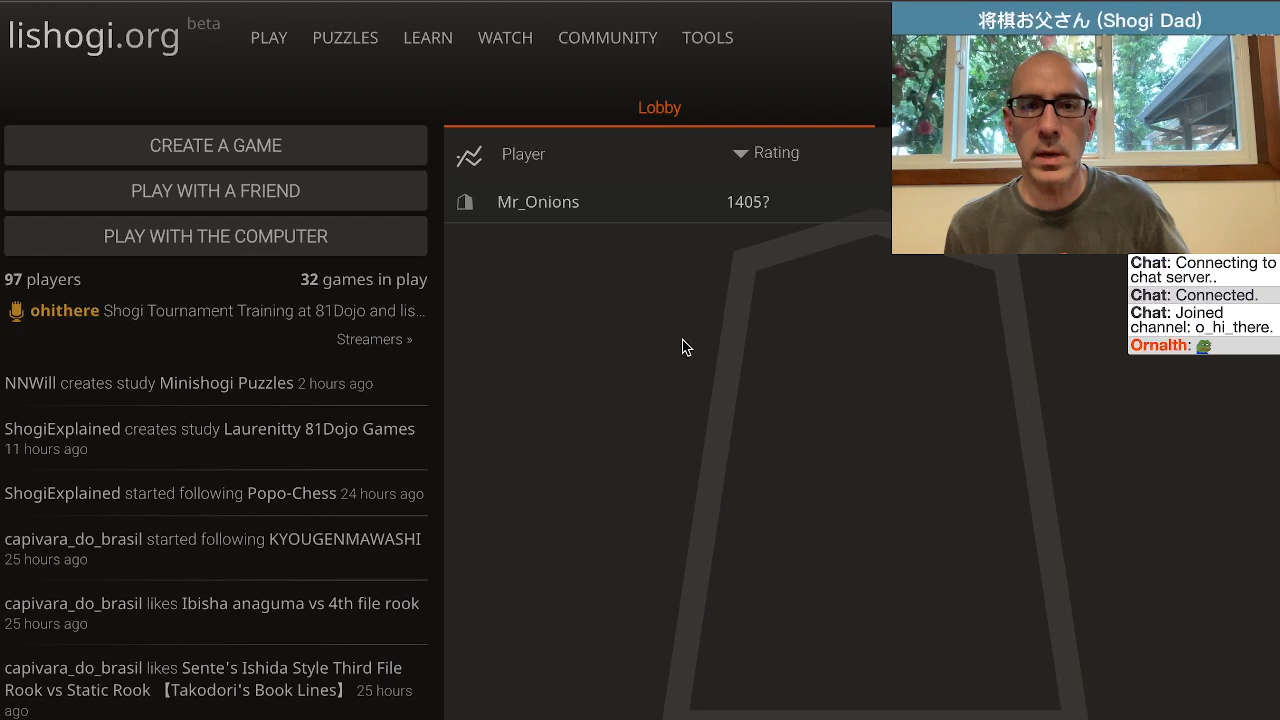 lishogi.org beta
PLAY PUZZLES LEARN WATCH COMMUNITY TOOLS
将棋お父さん (Shogi Dad)
CREATE A GAME
PLAY WITH A FRIEND
PLAY WITH THE COMPUTER
97 players 32 games in play
ohithere Shogi Tournament Training at 81Dojo and lis...
Streamers »
NNWill creates study Minishogi Puzzles 2 hours ago
ShogiExplained creates study Laurenitty 81Dojo Games
11 hours ago
ShogiExplained started following Popo-Chess 24 hours ago
capivara_do_brasil started following KYOUGENMAWASHI
25 hours ago
capivara_do_brasil likes Ibisha anaguma vs 4th file rook
25 hours ago
capivara_do_brasil likes Sente's Ishida Style Third File
Rook vs Static Rook 【Takodori's Book Lines】 25 hours
ago
Lobby
Player Rating
Mr_Onions 1405?
Chat: Connecting to
chat server..
Chat: Connected.
Chat: Joined
channel: o_hi_there.
Ornalth: